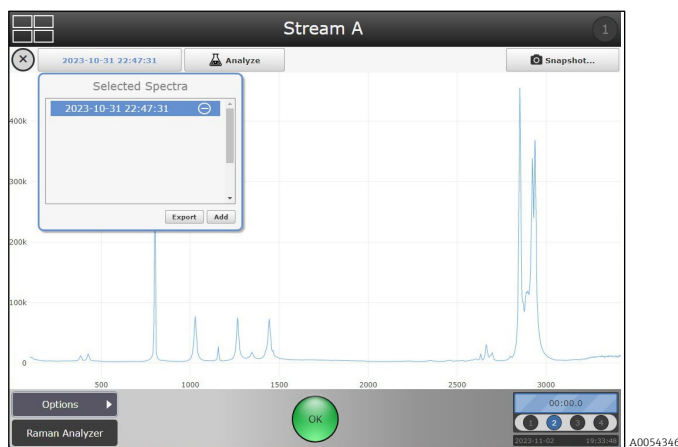 Stream A
1
2023-10-31 22:47:31
Analyze
Snapshot...
Selected Spectra
2023-10-31 22:47:31
Export
Add
400k
300k
200k
100k
0
500
1000
1500
2000
2500
3000
Options
Raman Analyzer
OK
00:00.0
1 2 3 4
2023-11-02 19:33:48
A0054346